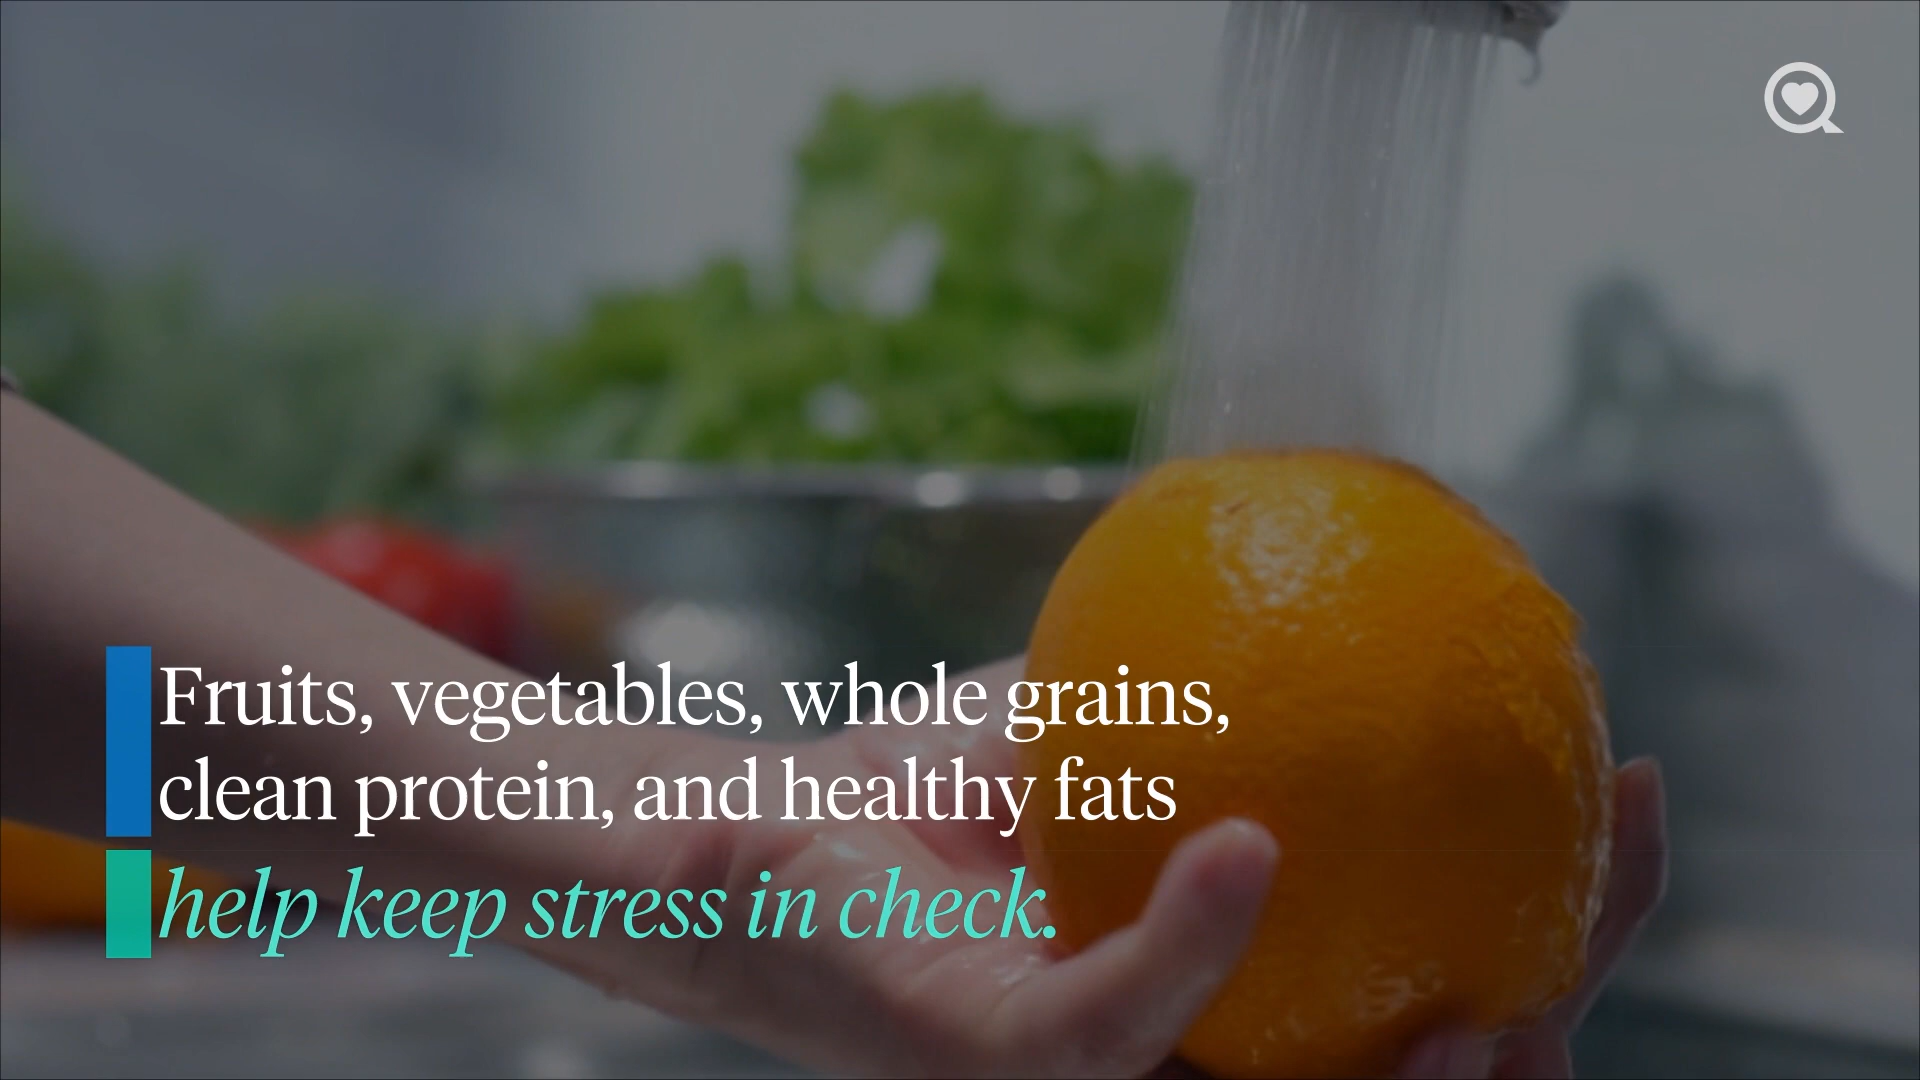 Fruits, vegetables, whole grains,
clean protein, and healthy fats
help keep stress in check.